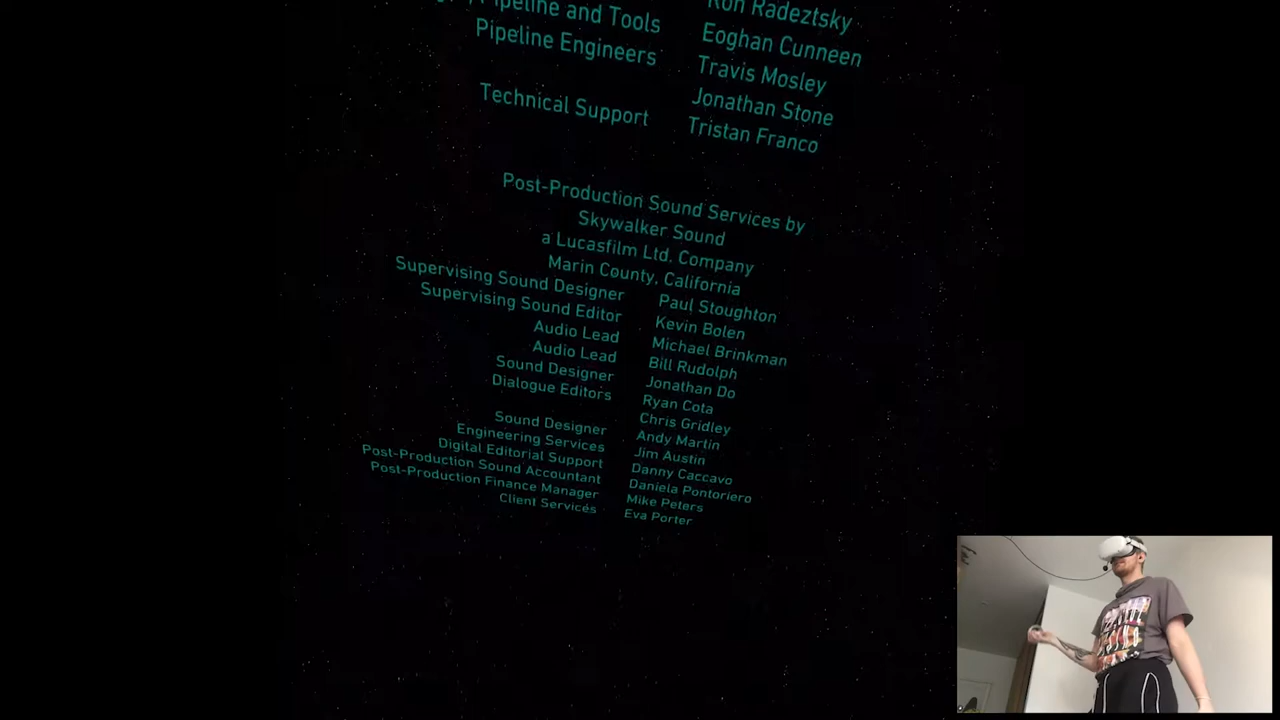 Pipeline and Tools Ron Radeztsky
Pipeline Engineers Eoghan Cunneen
Travis Mosley
Technical Support Jonathan Stone
Tristan Franco
Post-Production Sound Services by
Skywalker Sound
a Lucasfilm Ltd. Company
Marin County, California
Supervising Sound Designer Paul Stoughton
Supervising Sound Editor Kevin Bolen
Audio Lead Michael Brinkman
Audio Lead Bill Rudolph
Sound Designer Jonathan Do
Dialogue Editors Ryan Cota
Chris Gridley
Sound Designer Andy Martin
Engineering Services Jim Austin
Digital Editorial Support Danny Caccavo
Post-Production Sound Accountant Daniela Pontoriero
Post-Production Finance Manager Mike Peters
Client Services Eva Porter